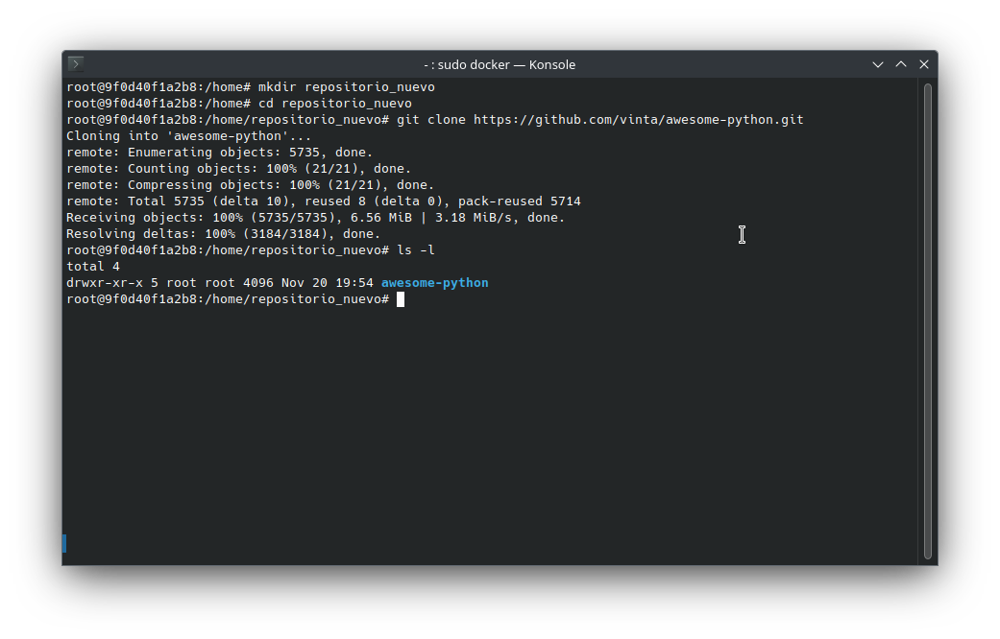 - : sudo docker — Konsole
root@9f0d40f1a2b8:/home# mkdir repositorio_nuevo
root@9f0d40f1a2b8:/home# cd repositorio_nuevo
root@9f0d40f1a2b8:/home/repositorio_nuevo# git clone https://github.com/vinta/awesome-python.git
Cloning into 'awesome-python'...
remote: Enumerating objects: 5735, done.
remote: Counting objects: 100% (21/21), done.
remote: Compressing objects: 100% (21/21), done.
remote: Total 5735 (delta 10), reused 8 (delta 0), pack-reused 5714
Receiving objects: 100% (5735/5735), 6.56 MiB | 3.18 MiB/s, done.
Resolving deltas: 100% (3184/3184), done.
root@9f0d40f1a2b8:/home/repositorio_nuevo# ls -l
total 4
drwxr-xr-x 5 root root 4096 Nov 20 19:54 awesome-python
root@9f0d40f1a2b8:/home/repositorio_nuevo#